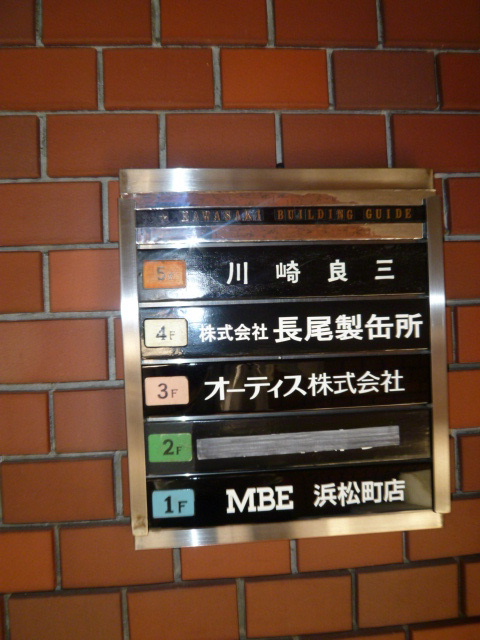 KAWASAKI BUILDING GUIDE
5F 川崎良三
4F 株式会社 長尾製缶所
3F オーティス株式会社
2F
1F MBE 浜松町店